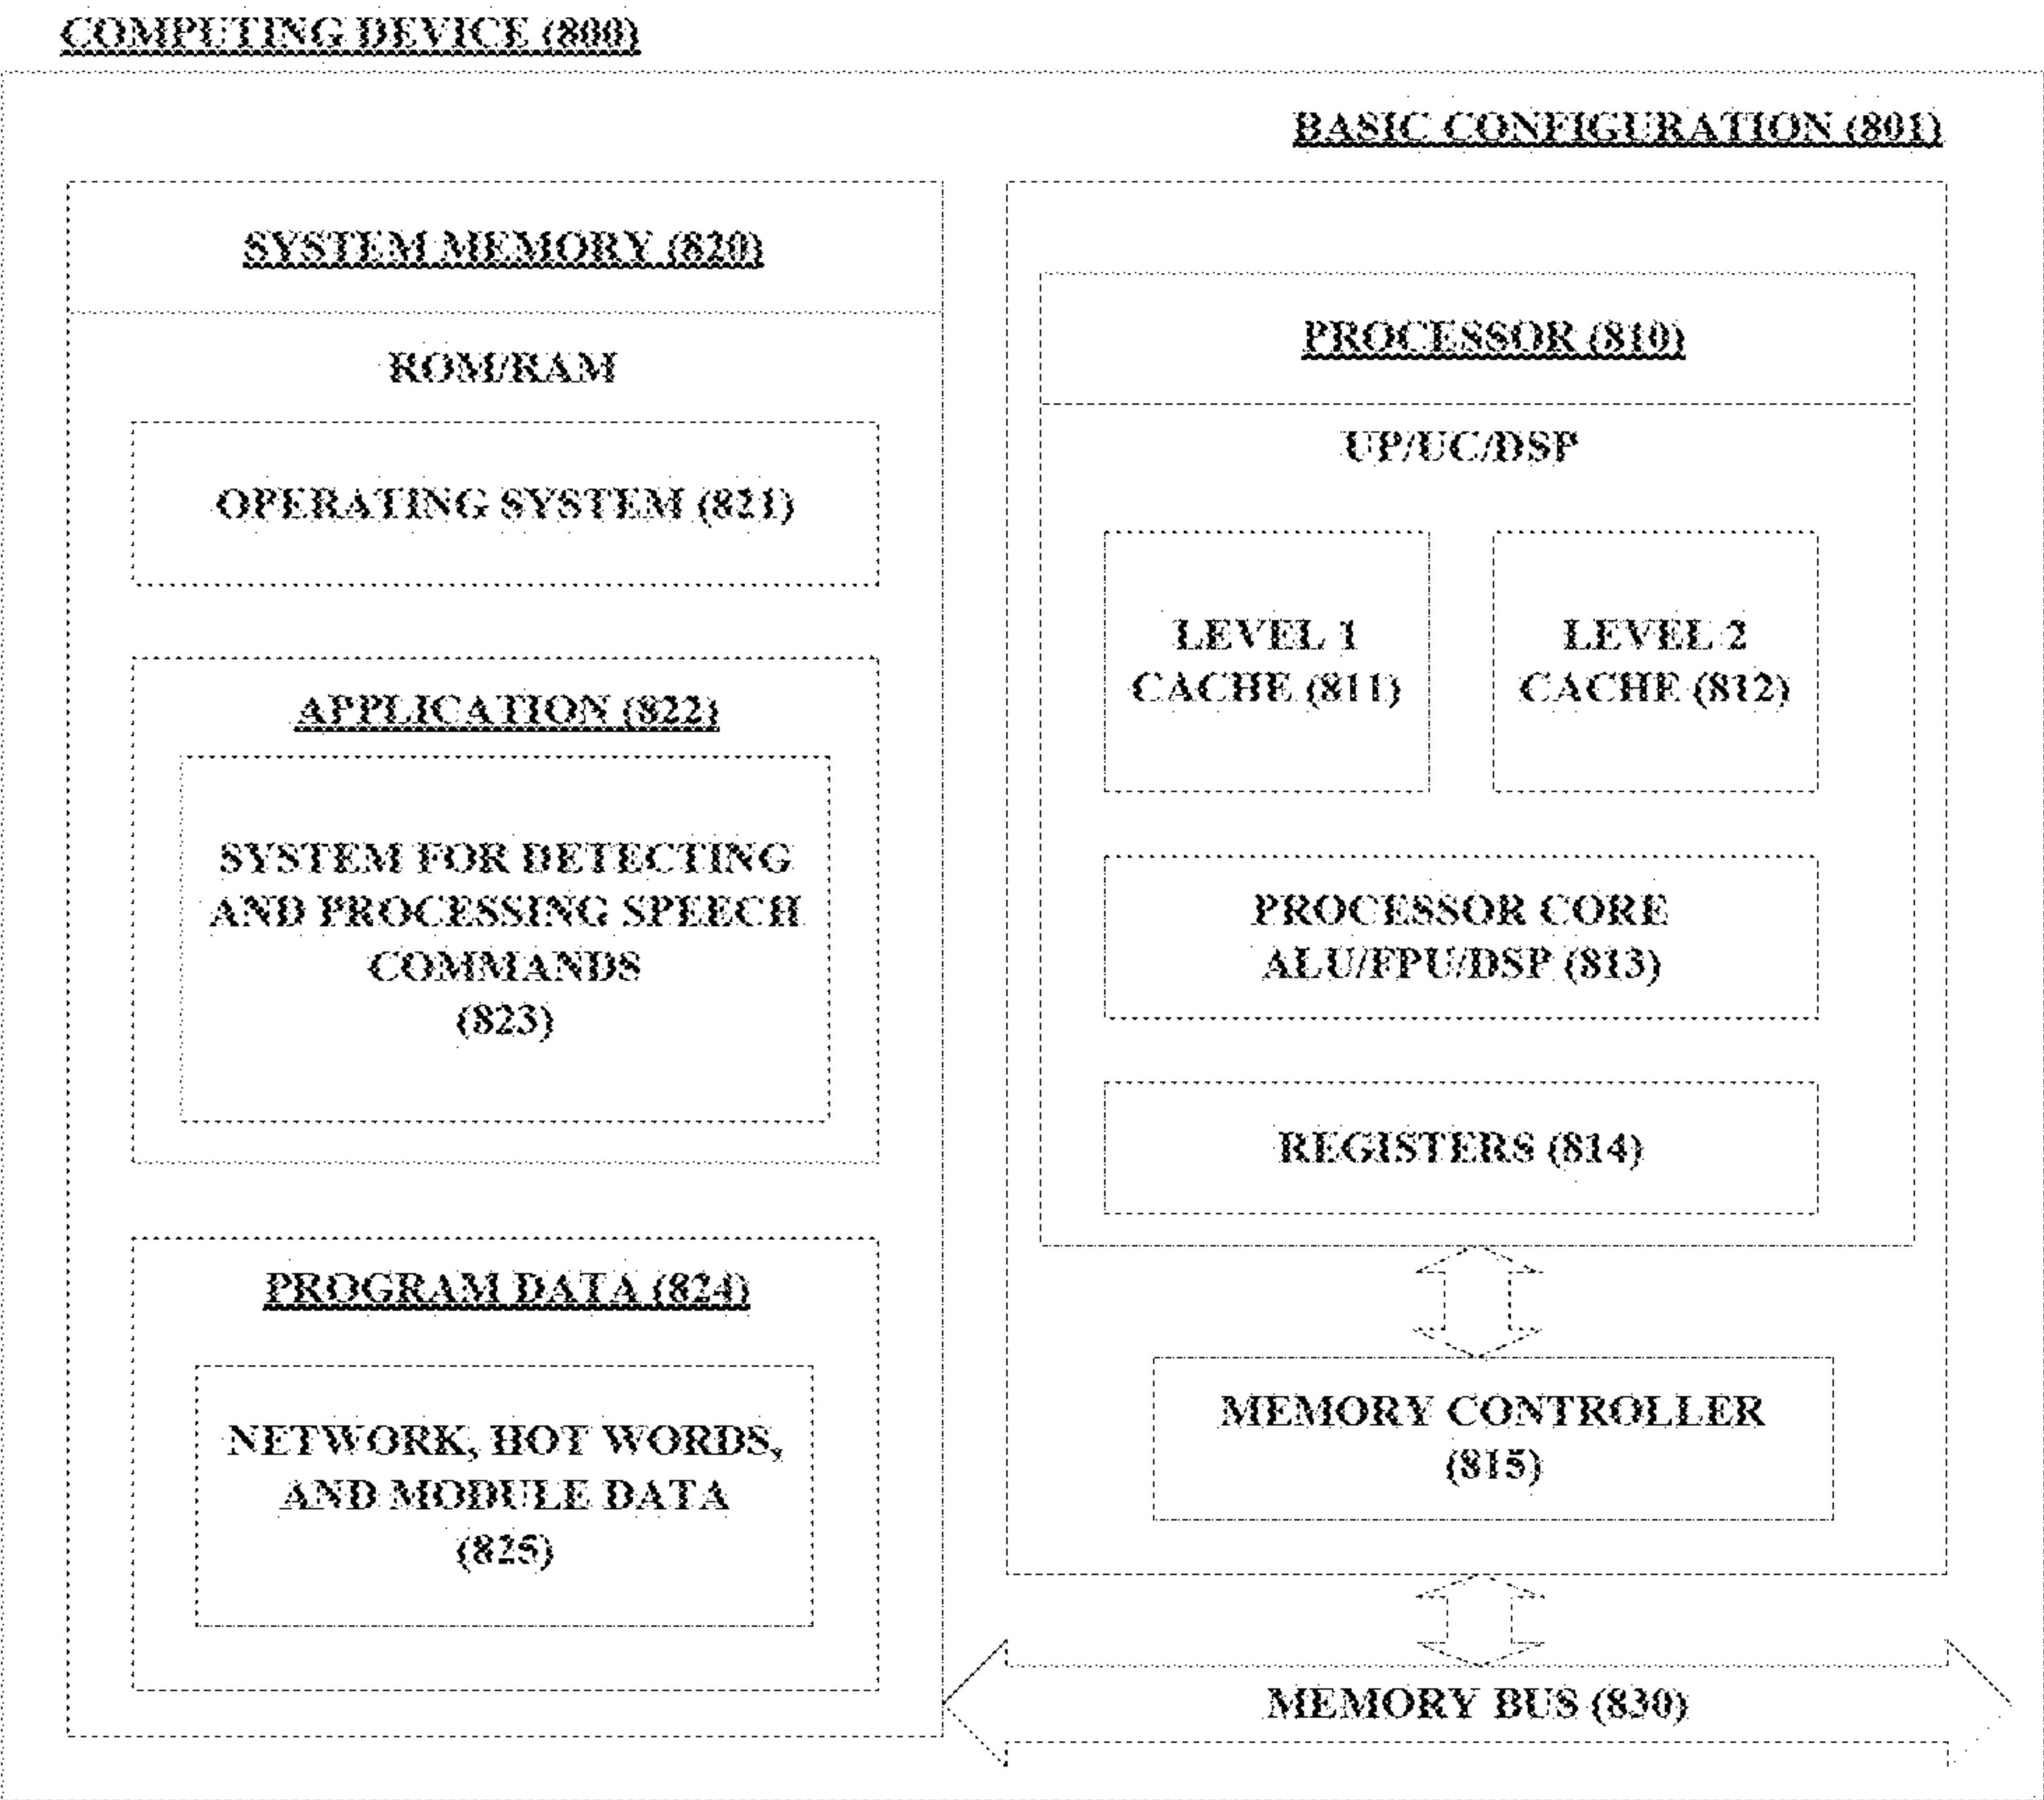 COMPUTING DEVICE (800)
BASIC CONFIGURATION (801)
SYSTEM MEMORY (820)
ROM/RAM
OPERATING SYSTEM (821)
APPLICATION (822)
SYSTEM FOR DETECTING
AND PROCESSING SPEECH
COMMANDS
(823)
PROGRAM DATA (824)
NETWORK, HOT WORDS,
AND MODULE DATA
(825)
PROCESSOR (810)
UP/UC/DSP
LEVEL 1
CACHE (811)
LEVEL 2
CACHE (812)
PROCESSOR CORE
ALU/FPU/DSP (813)
REGISTERS (814)
MEMORY CONTROLLER
(815)
MEMORY BUS (830)